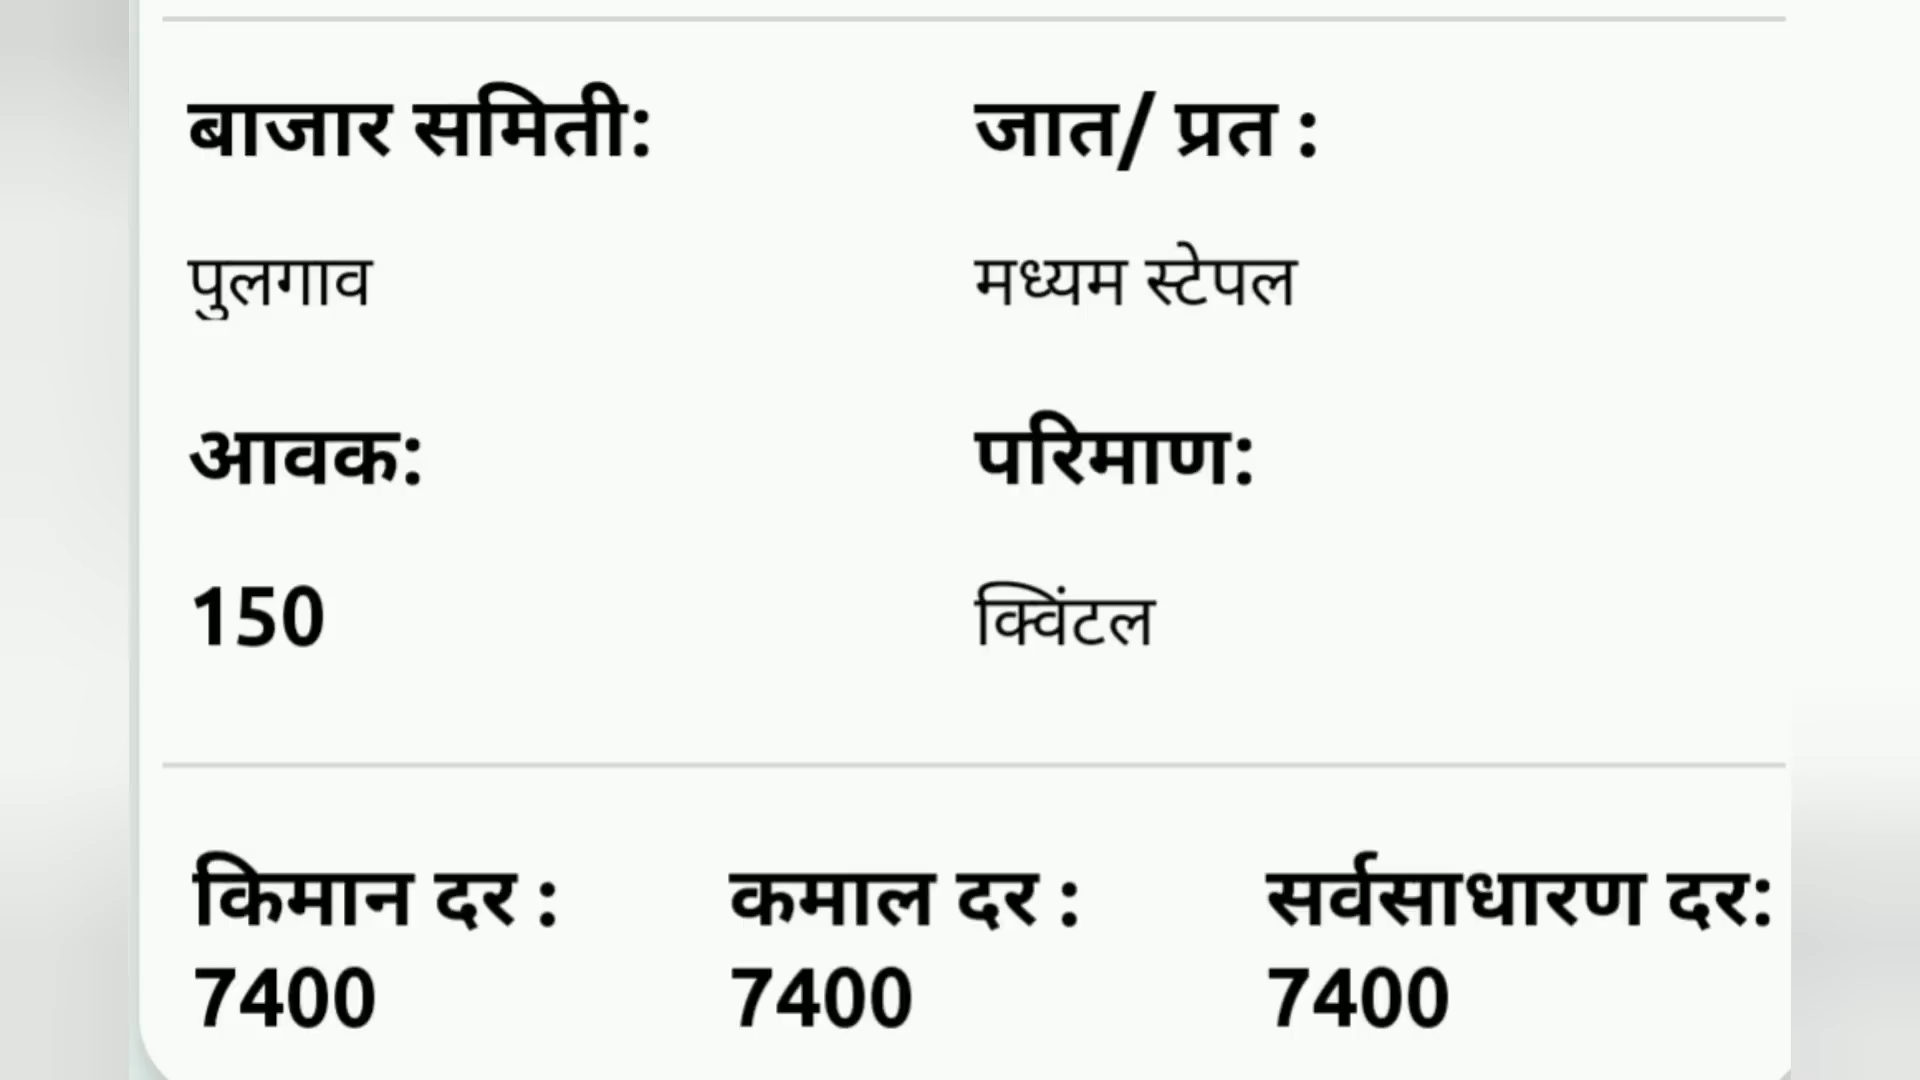 बाजार समिती: जात/ प्रत :
पुलगाव मध्यम स्टेपल
आवक: परिमाण:
150 क्विंटल
किमान दर : कमाल दर : सर्वसाधारण दर:
7400 7400 7400